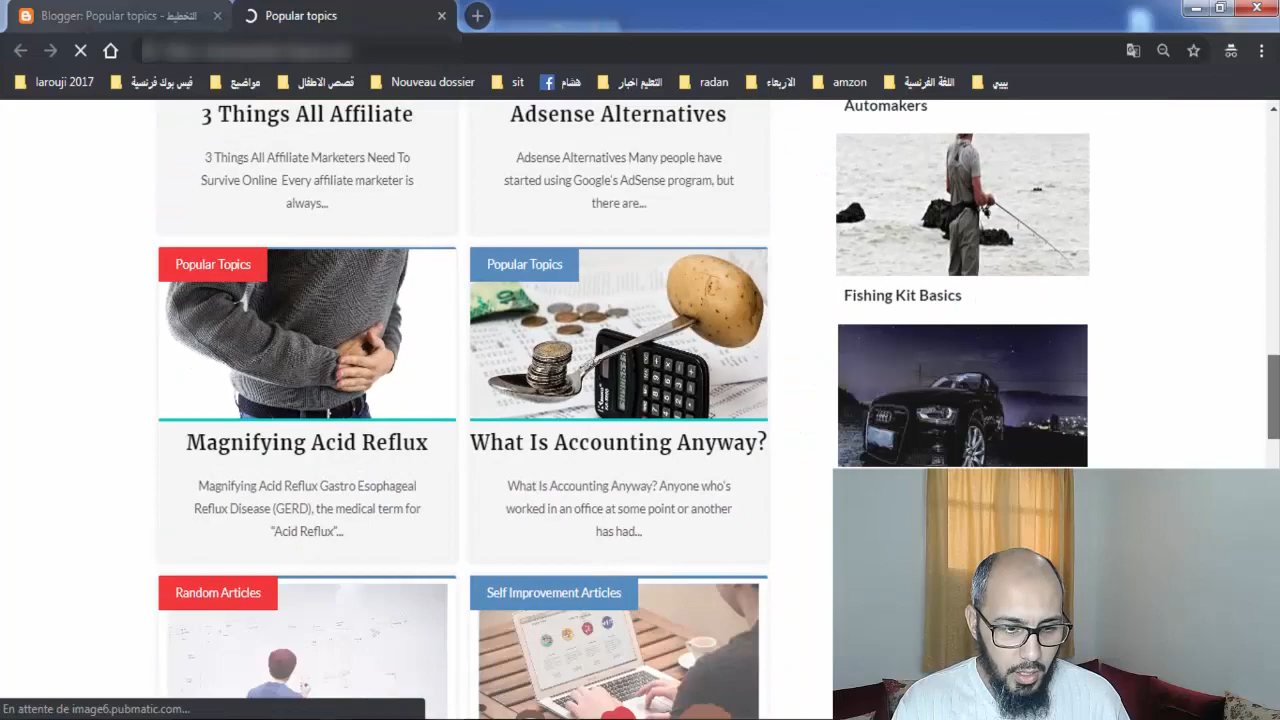 Blogger: Popular topics - التخطيط
Popular topics
larouji 2017
فيس بوك فرنسية
مواضيع
قصص الاطفال
Nouveau dossier
sit
هشام
التعليم اخبار
radan
الاربعاء
amzon
اللغة الفرنسية
بيبي
3 Things All Affiliate
3 Things All Affiliate Marketers Need To
Survive Online Every affiliate marketer is
always...
Adsense Alternatives
Adsense Alternatives Many people have
started using Google's AdSense program, but
there are...
Automakers
Fishing Kit Basics
Popular Topics
Magnifying Acid Reflux
Magnifying Acid Reflux Gastro Esophageal
Reflux Disease (GERD), the medical term for
"Acid Reflux"...
Popular Topics
What Is Accounting Anyway?
What Is Accounting Anyway? Anyone who's
worked in an office at some point or another
has had...
Random Articles
Self Improvement Articles
En attente de image6.pubmatic.com...